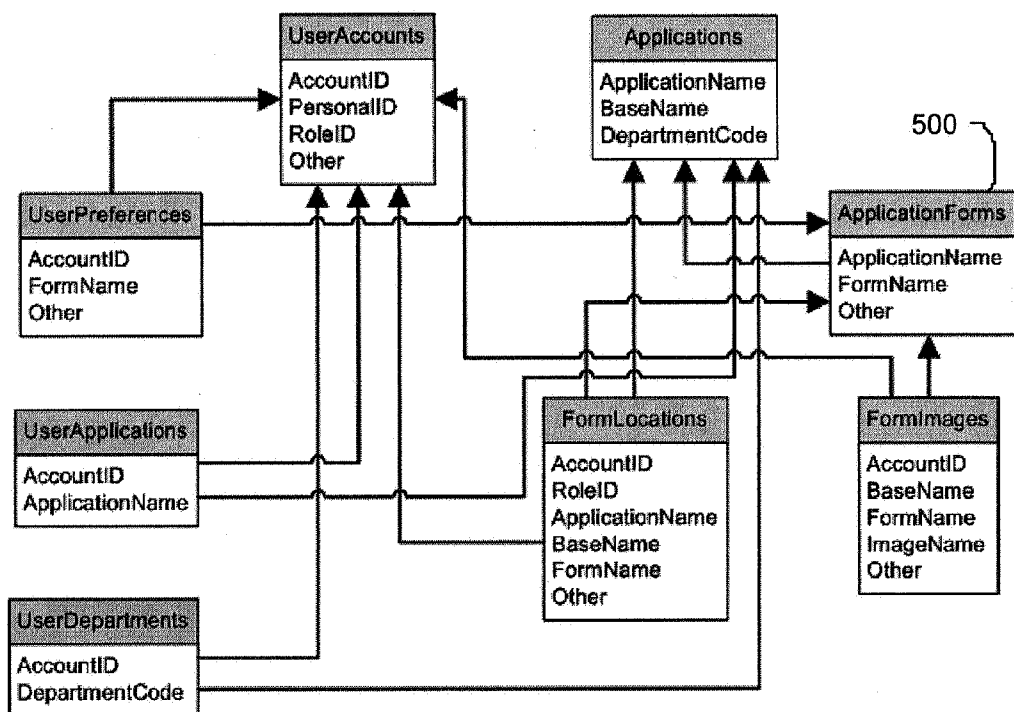 UserAccounts
AccountID
PersonalID
RoleID
Other
Applications
ApplicationName
BaseName
DepartmentCode
500
UserPreferences
AccountID
FormName
Other
ApplicationForms
ApplicationName
FormName
Other
UserApplications
AccountID
ApplicationName
FormLocations
AccountID
RoleID
ApplicationName
BaseName
FormName
Other
FormImages
AccountID
BaseName
FormName
ImageName
Other
UserDepartments
AccountID
DepartmentCode